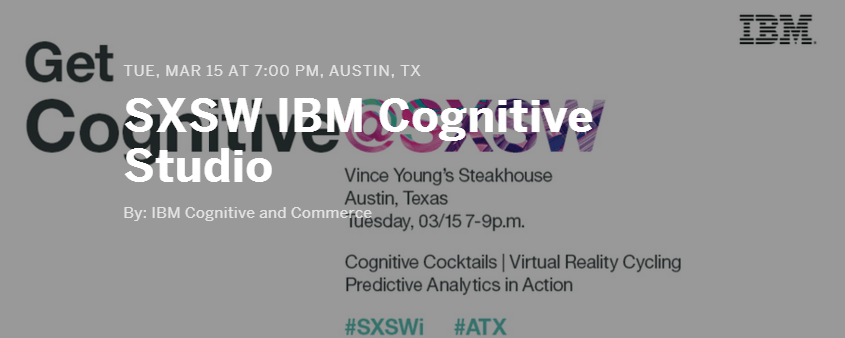 IBM
Get
Cognitive@SXSW
TUE, MAR 15 AT 7:00 PM, AUSTIN, TX
SXSW IBM Cognitive
Studio
By: IBM Cognitive and Commerce
Vince Young's Steakhouse
Austin, Texas
Tuesday, 03/15 7-9p.m.
Cognitive Cocktails | Virtual Reality Cycling
Predictive Analytics in Action
#SXSWi #ATX